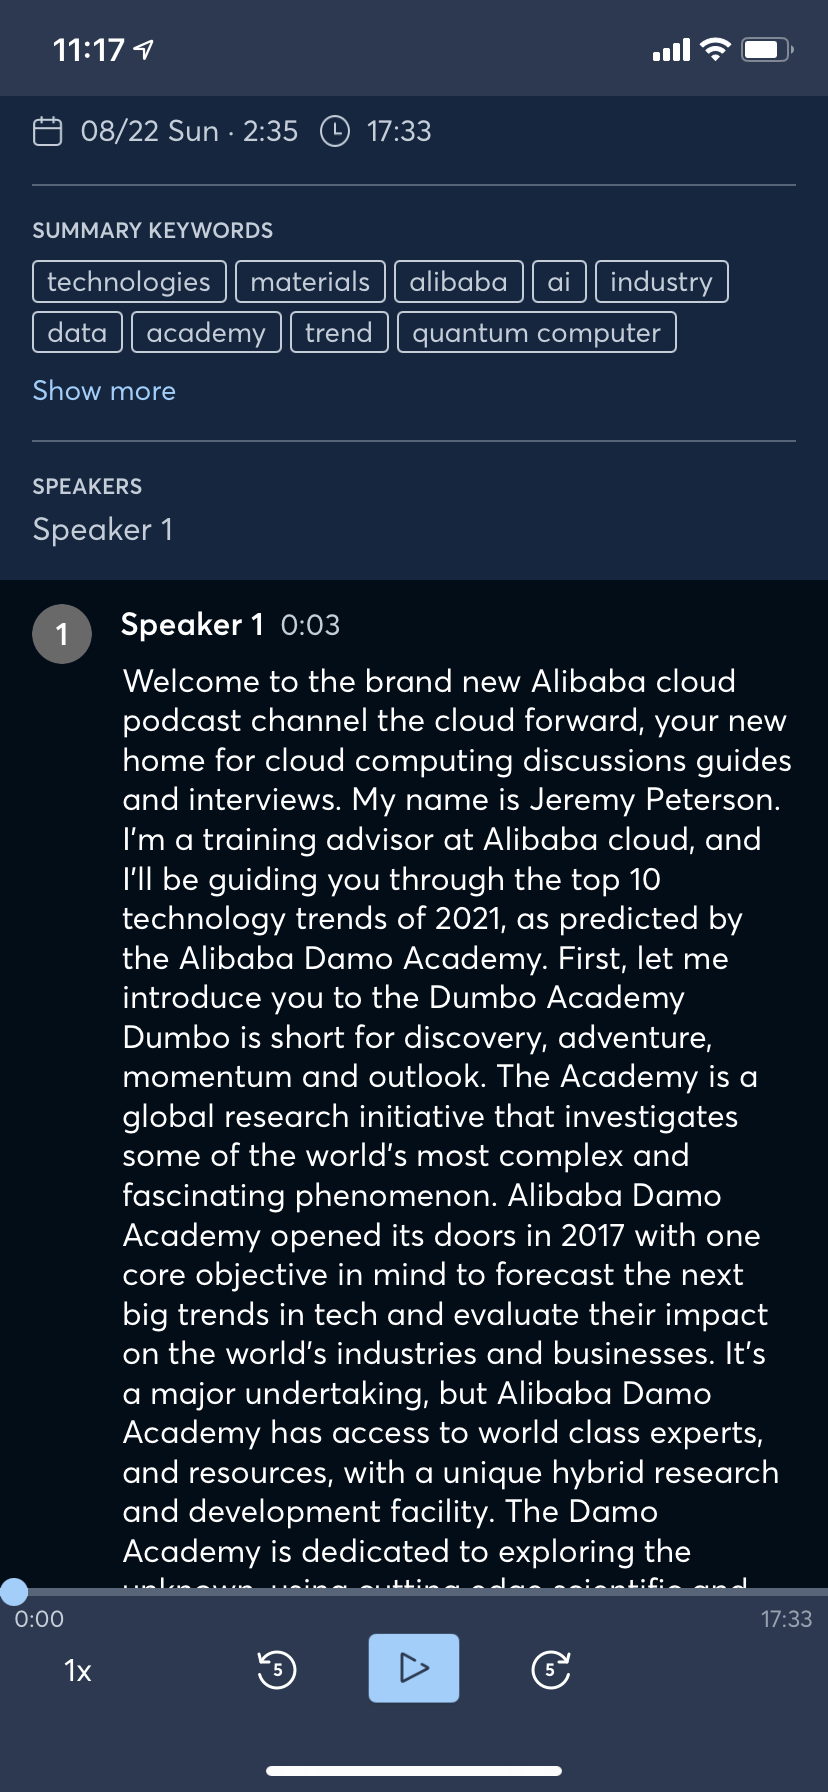 11:17
08/22 Sun · 2:35 17:33
SUMMARY KEYWORDS
technologies materials alibaba ai industry
data academy trend quantum computer
Show more
SPEAKERS
Speaker 1
1 Speaker 1 0:03
Welcome to the brand new Alibaba cloud
podcast channel the cloud forward, your new
home for cloud computing discussions guides
and interviews. My name is Jeremy Peterson.
I'm a training advisor at Alibaba cloud, and
I'll be guiding you through the top 10
technology trends of 2021, as predicted by
the Alibaba Damo Academy. First, let me
introduce you to the Dumbo Academy
Dumbo is short for discovery, adventure,
momentum and outlook. The Academy is a
global research initiative that investigates
some of the world's most complex and
fascinating phenomenon. Alibaba Damo
Academy opened its doors in 2017 with one
core objective in mind to forecast the next
big trends in tech and evaluate their impact
on the world's industries and businesses. It's
a major undertaking, but Alibaba Damo
Academy has access to world class experts,
and resources, with a unique hybrid research
and development facility. The Damo
Academy is dedicated to exploring the
unknown, using cutting edge scientific and
0:00 17:33
1x 5 5